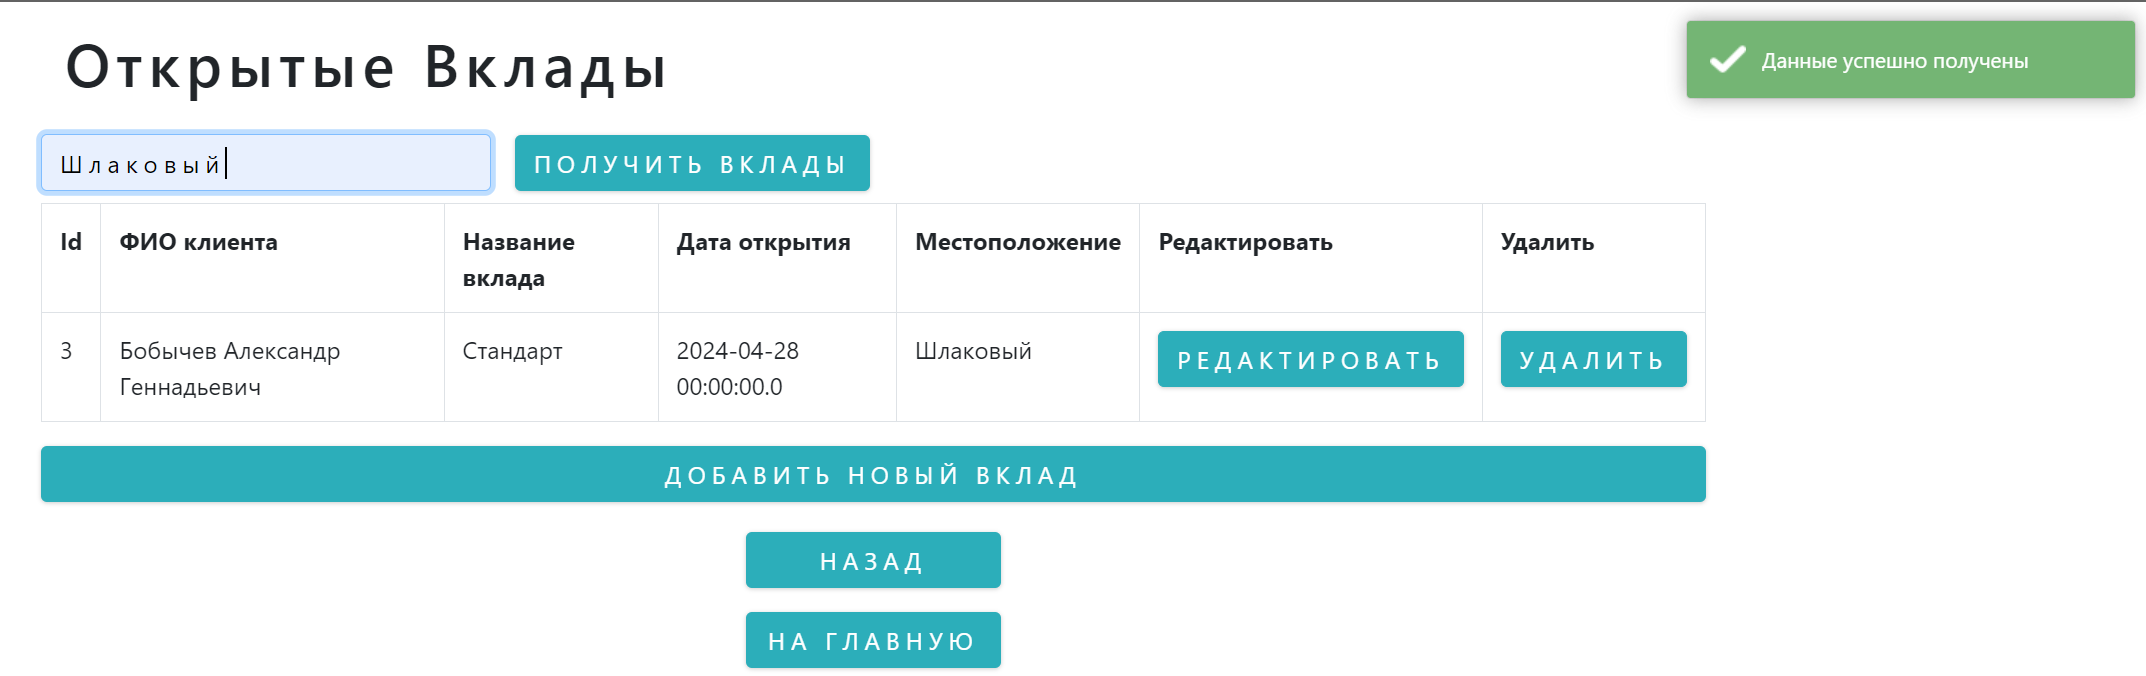 Открытые Вклады
Данные успешно получены
Шлаковый
ПОЛУЧИТЬ ВКЛАДЫ
Id
ФИО клиента
Название
вклада
Дата открытия
Местоположение
Редактировать
Удалить
3
Бобычев Александр
Геннадьевич
Стандарт
2024-04-28
00:00:00.0
Шлаковый
РЕДАКТИРОВАТЬ
УДАЛИТЬ
ДОБАВИТЬ НОВЫЙ ВКЛАД
НАЗАД
НА ГЛАВНУЮ